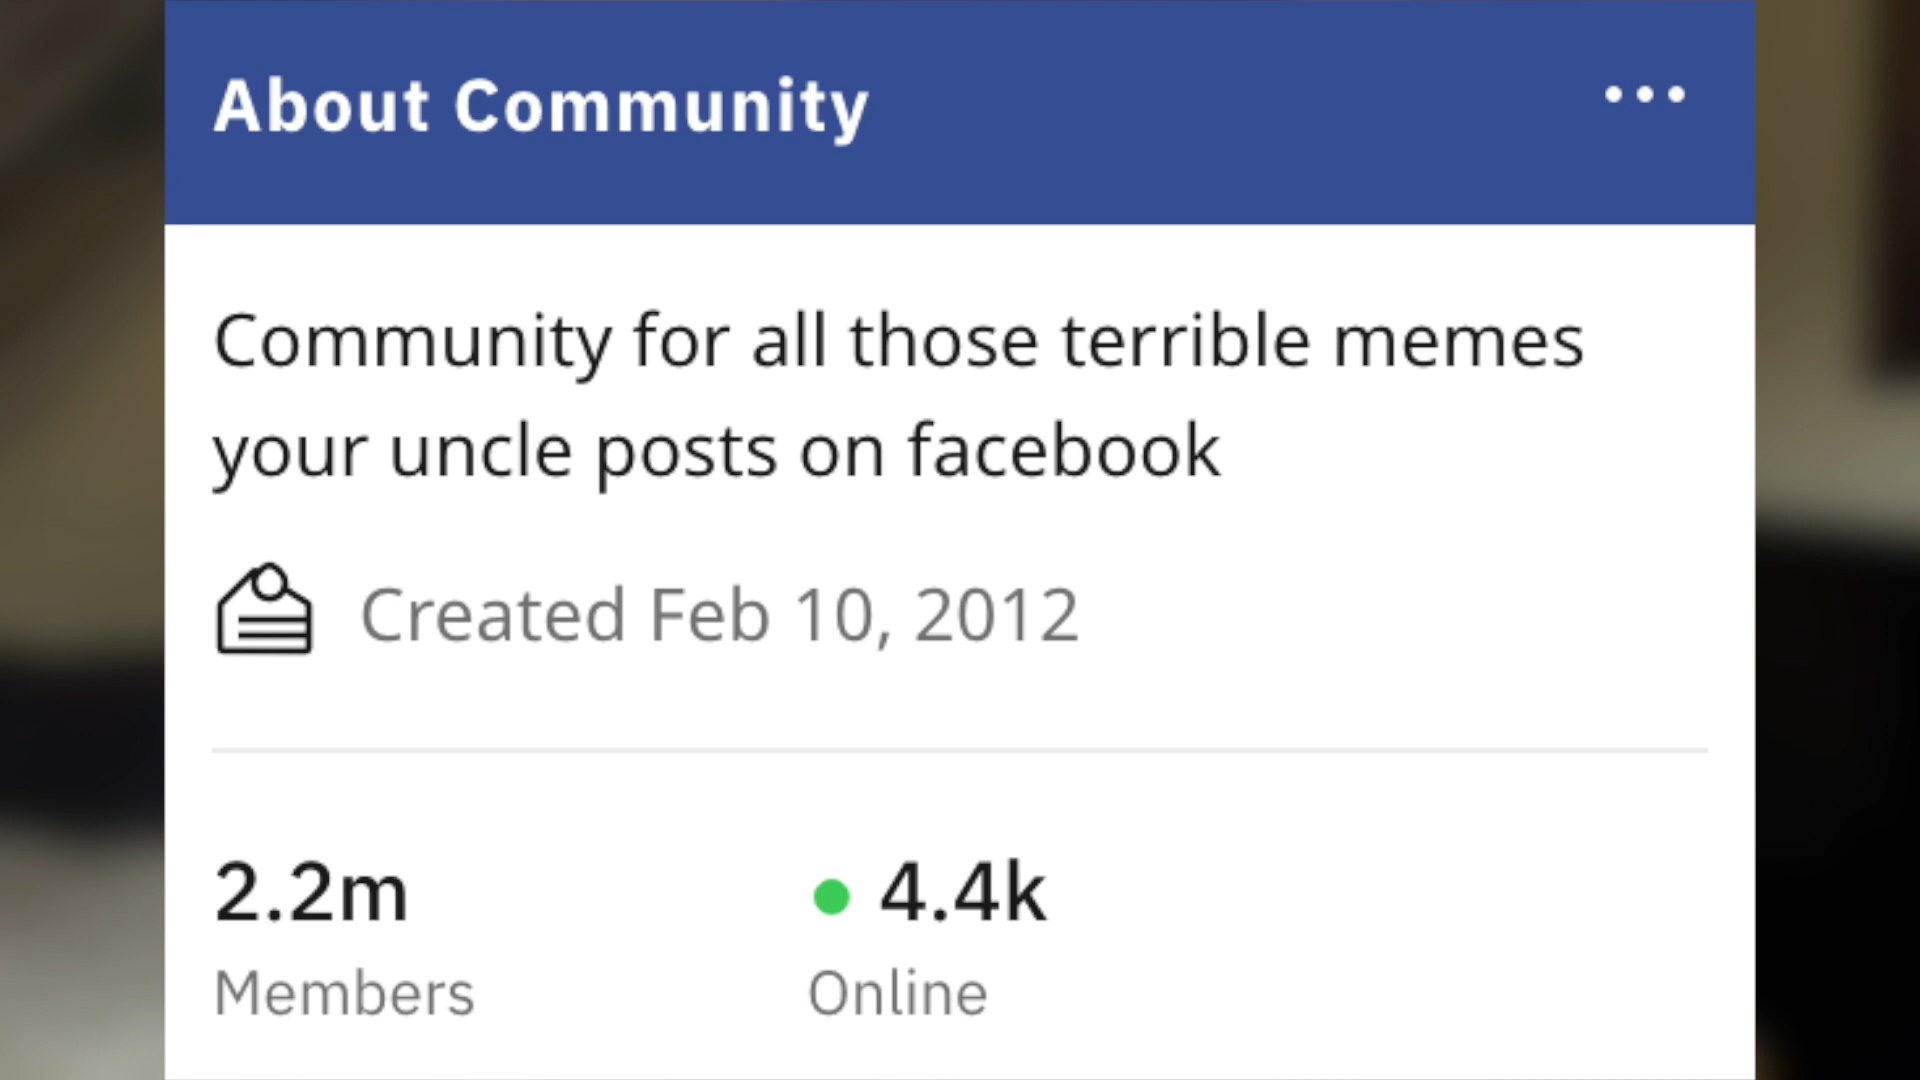 About Community
Community for all those terrible memes
your uncle posts on facebook
Created Feb 10, 2012
2.2m
4.4k
Members
Online